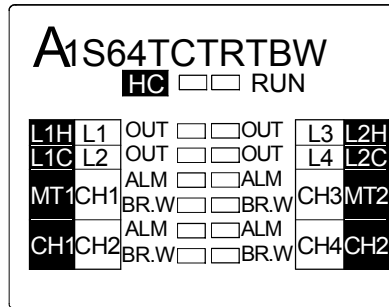 A1S64TCTRTBW
HC RUN
L1H L1 OUT OUT L3 L2H
L1C L2 OUT OUT L4 L2C
MT1 CH1 ALM ALM CH3 MT2
BR.W BR.W
CH1 CH2 ALM ALM CH4 CH2
BR.W BR.W